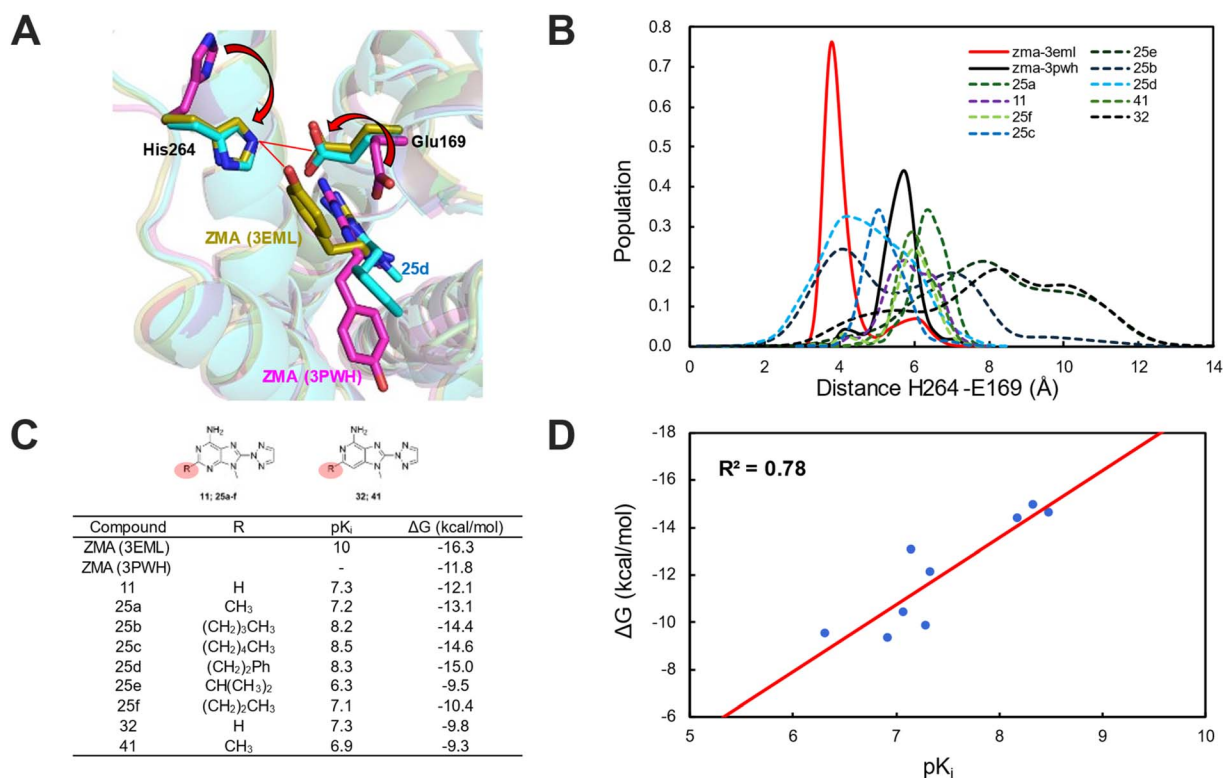 A
His264
Glu169
ZMA (3EML)
25d
ZMA (3PWH)
B
Population
0.8
0.7
0.6
0.5
0.4
0.3
0.2
0.1
0.0
zma-3eml
zma-3pwh
25a
11
25f
25c
25e
25b
25d
41
32
0 2 4 6 8 10 12 14
Distance H264 -E169 (Å)
C
NH₂
N
N
N
N
N-N
N
R
11; 25a-f
NH₂
N
N
N
N-N
N
R
32; 41
Compound R pKᵢ ΔG (kcal/mol)
ZMA (3EML) 10 -16.3
ZMA (3PWH) - -11.8
11 H 7.3 -12.1
25a CH₃ 7.2 -13.1
25b (CH₂)₃CH₃ 8.2 -14.4
25c (CH₂)₄CH₃ 8.5 -14.6
25d (CH₂)₂Ph 8.3 -15.0
25e CH(CH₃)₂ 6.3 -9.5
25f (CH₂)₂CH₃ 7.1 -10.4
32 H 7.3 -9.8
41 CH₃ 6.9 -9.3
D
R² = 0.78
ΔG (kcal/mol)
-18
-16
-14
-12
-10
-8
-6
5 6 7 8 9 10
pKᵢ